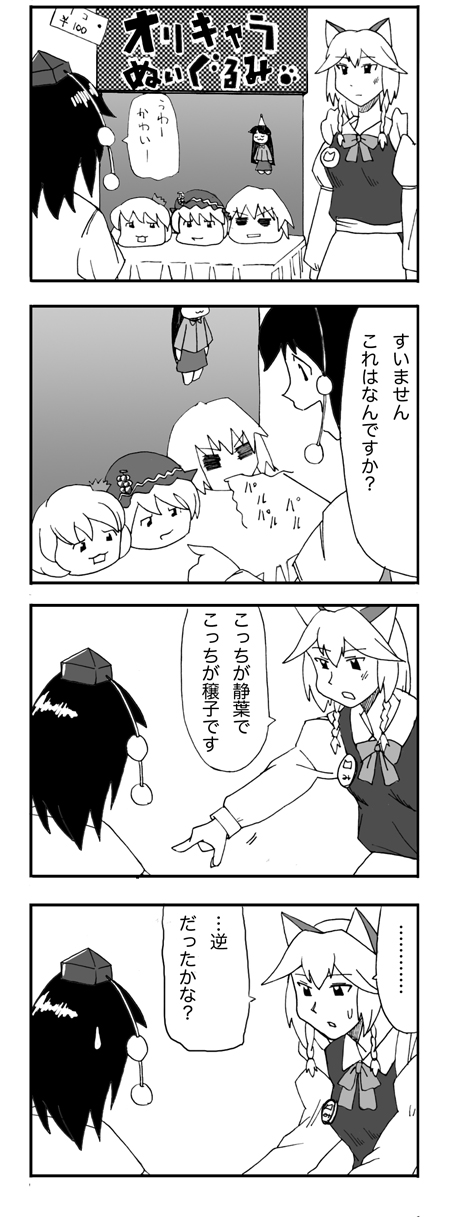 ¥100
オリキャラ
ぬいぐるみ
うわー
かわいー
すいません
これはなんですか？
パル
パル
パル
こっちが静葉で
こっちが穣子です
………
…逆
だったかな？